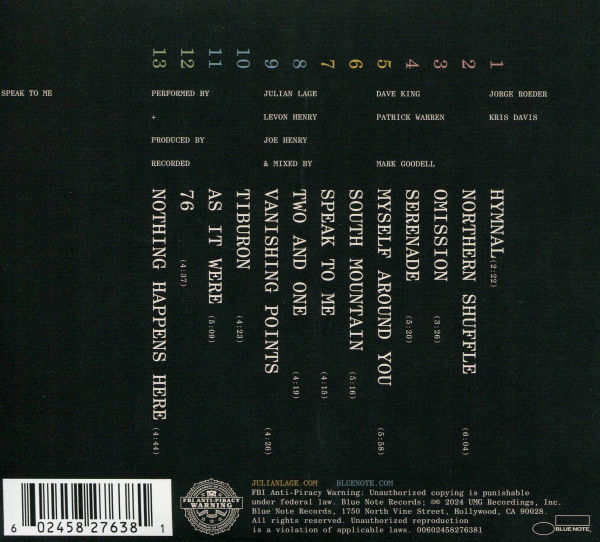 SPEAK TO ME
PERFORMED BY JULIAN LAGE DAVE KING JORGE ROEDER
+ LEVON HENRY PATRICK WARREN KRIS DAVIS
PRODUCED BY JOE HENRY
RECORDED & MIXED BY MARK GOODELL
1 HYMNAL (2:22)
2 NORTHERN SHUFFLE (6:04)
3 OMISSION (3:26)
4 SERENADE (5:20)
5 MYSELF AROUND YOU (5:58)
6 SOUTH MOUNTAIN (5:16)
7 SPEAK TO ME (4:15)
8 TWO AND ONE (4:19)
9 VANISHING POINTS (4:26)
10 TIBURON (4:23)
11 AS IT WERE (5:09)
12 76 (4:37)
13 NOTHING HAPPENS HERE (4:44)
6 02458 27638 1
FBI ANTI-PIRACY
WARNING
JULIANLAGE.COM BLUENOTE.COM
FBI Anti-Piracy Warning: Unauthorized copying is punishable
under federal law. Blue Note Records; ℗© 2024 UMG Recordings, Inc.
Blue Note Records, 1750 North Vine Street, Hollywood, CA 90028.
All rights reserved. Unauthorized reproduction
is a violation of applicable laws. 00602458276381
BLUE NOTE